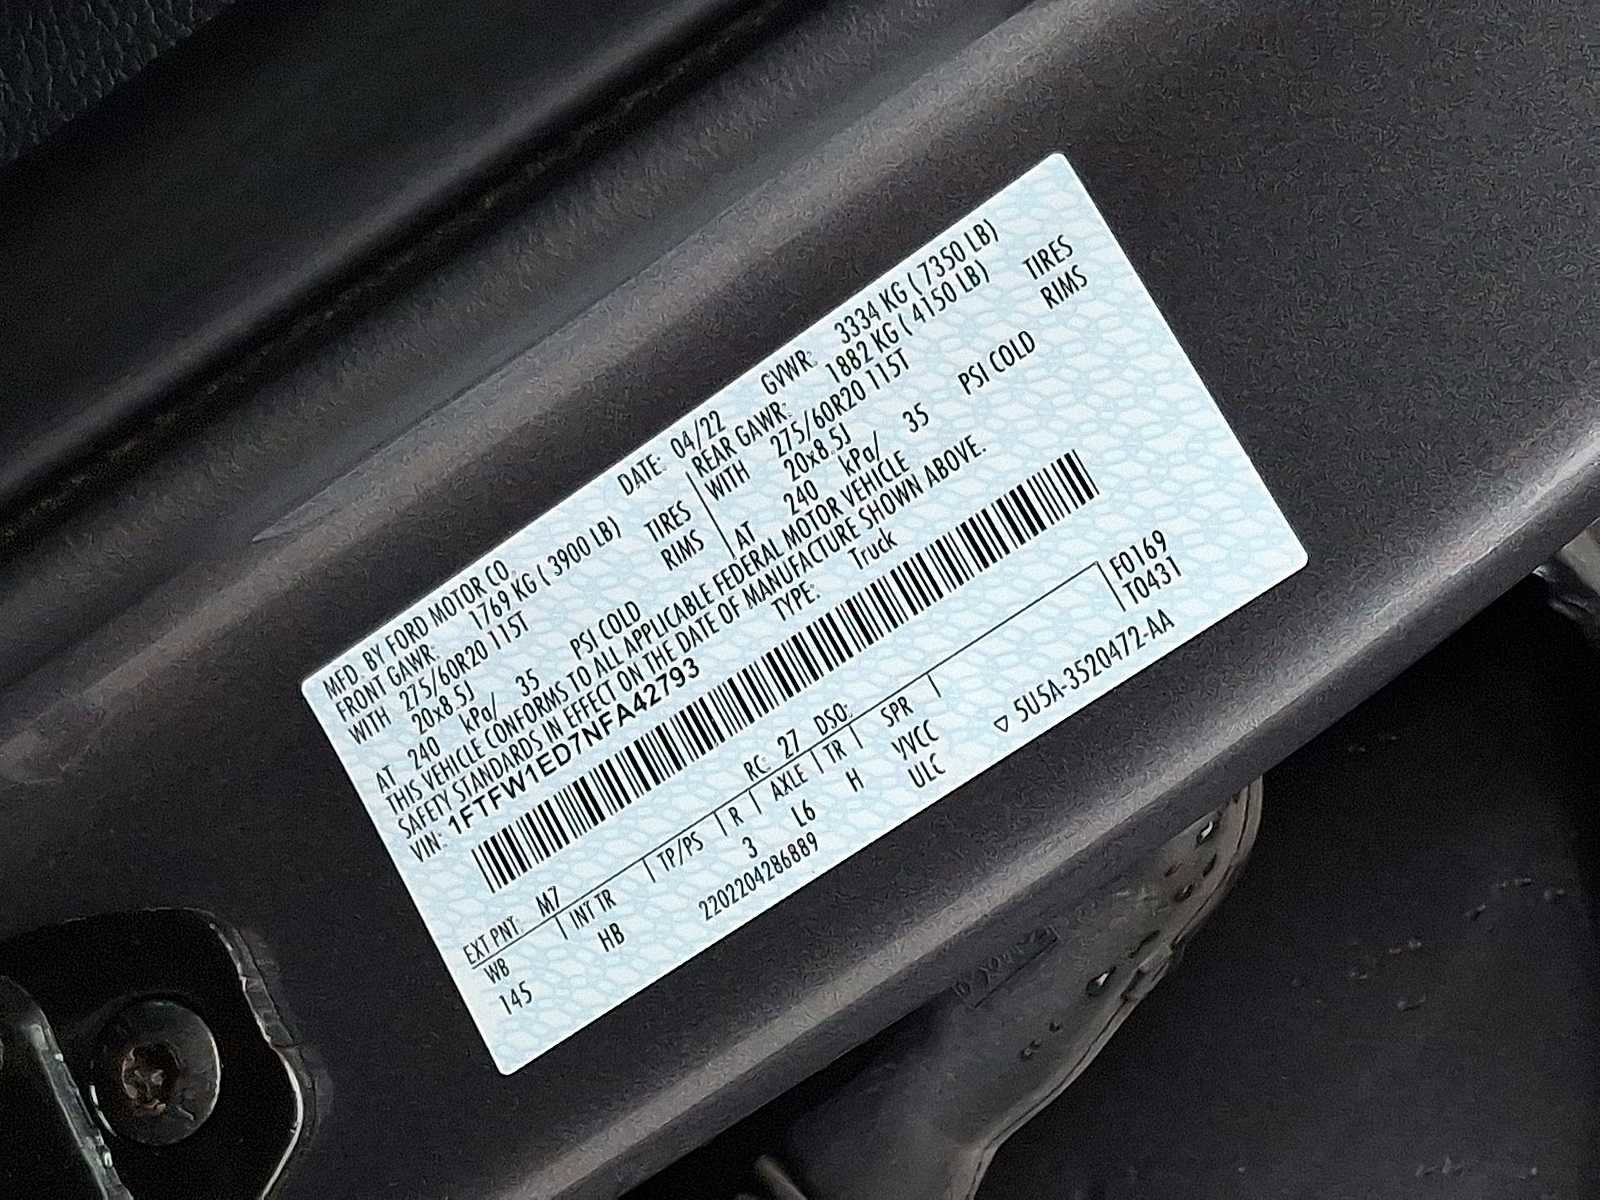 MFD. BY FORD MOTOR CO. DATE: 04/22 GVWR: 3334 KG ( 7350 LB)
FRONT GAWR: 1769 KG ( 3900 LB) REAR GAWR: 1882 KG ( 4150 LB)
WITH 275/60R20 115T TIRES WITH 275/60R20 115T TIRES
20x8.5J RIMS 20x8.5J RIMS
AT 240 kPa/ 35 PSI COLD AT 240 kPa/ 35 PSI COLD
THIS VEHICLE CONFORMS TO ALL APPLICABLE FEDERAL MOTOR VEHICLE
SAFETY STANDARDS IN EFFECT ON THE DATE OF MANUFACTURE SHOWN ABOVE.
VIN: 1FTFW1ED7NFA42793 TYPE: Truck
EXT PNT: M7 RC: 27 DSO: F0169
WB INT TR TP/PS R AXLE TR SPR T0431
145 HB 3 L6 H VVCC
2202204286889 ULC ▽ 5U5A-3520472-AA